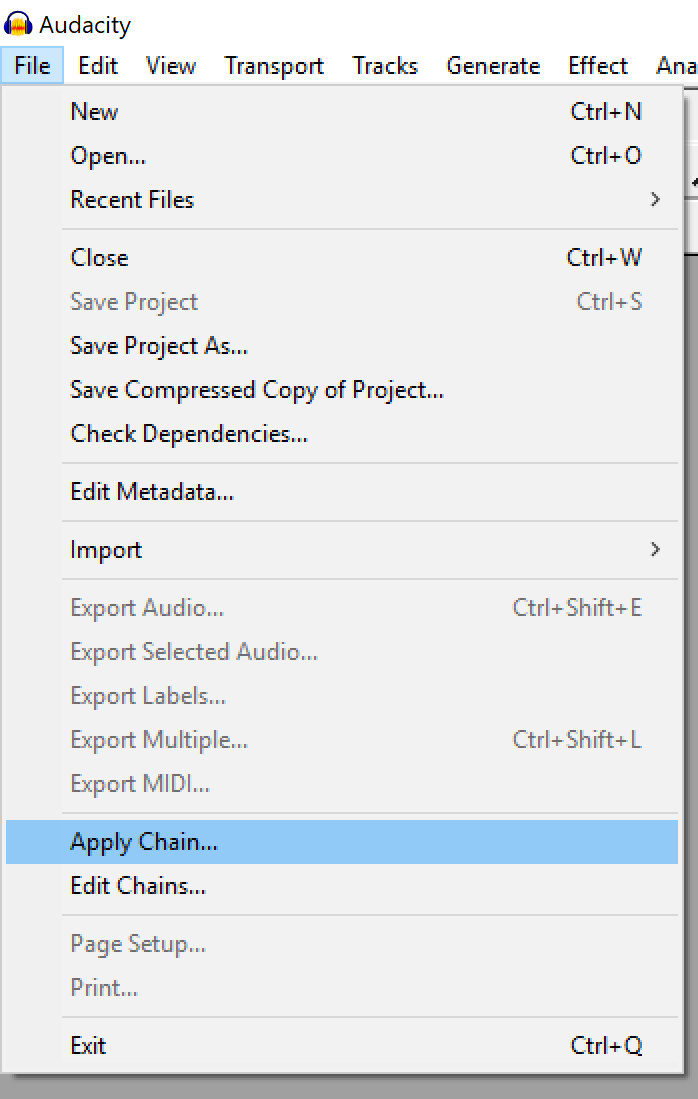 Audacity
File Edit View Transport Tracks Generate Effect Ana
New Ctrl+N
Open... Ctrl+O
Recent Files
Close Ctrl+W
Save Project Ctrl+S
Save Project As...
Save Compressed Copy of Project...
Check Dependencies...
Edit Metadata...
Import
Export Audio... Ctrl+Shift+E
Export Selected Audio...
Export Labels...
Export Multiple... Ctrl+Shift+L
Export MIDI...
Apply Chain...
Edit Chains...
Page Setup...
Print...
Exit Ctrl+Q